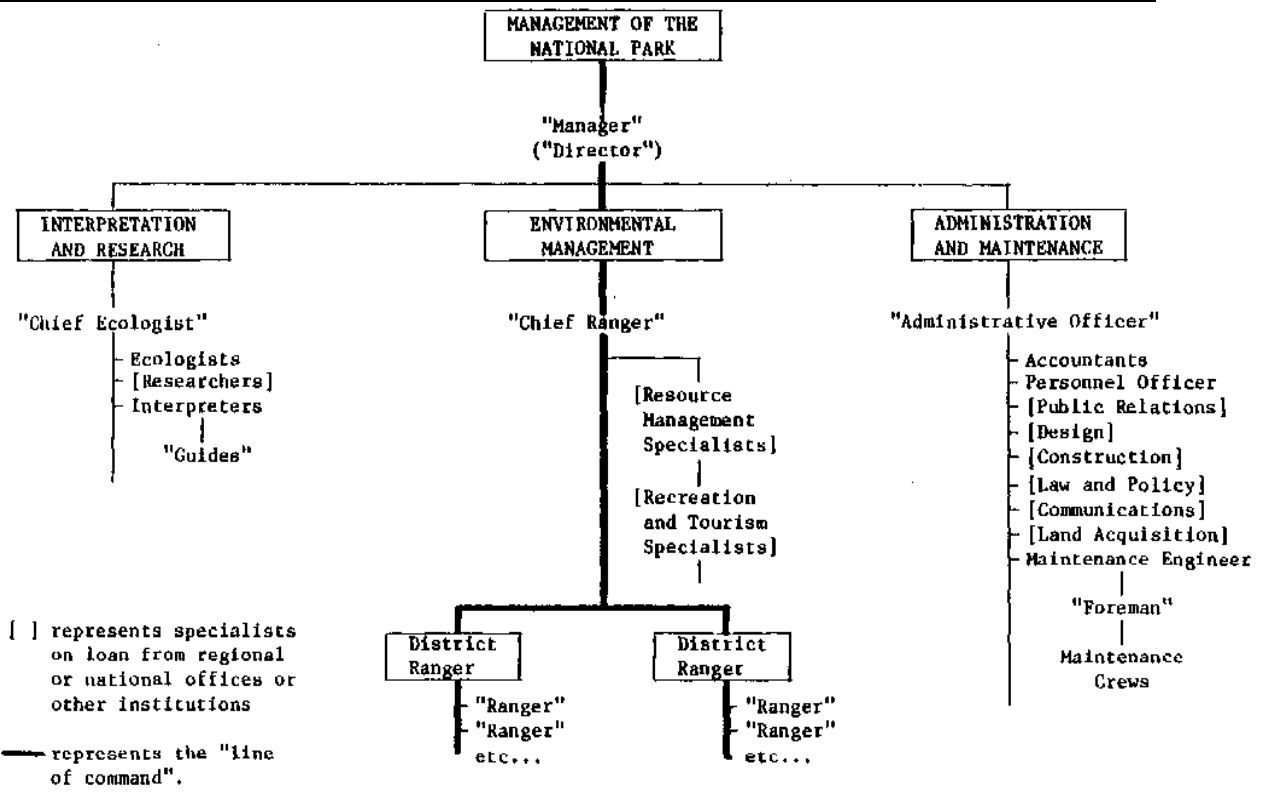 MANAGEMENT OF THE
NATIONAL PARK
"Manager"
("Director")
INTERPRETATION
AND RESEARCH
"Chief Ecologist"
Ecologists
[Researchers]
Interpreters
"Guides"
ENVIRONMENTAL
MANAGEMENT
"Chief Ranger"
[Resource
Management
Specialists]
[Recreation
and Tourism
Specialists]
District
Ranger
"Ranger"
"Ranger"
etc...
District
Ranger
"Ranger"
"Ranger"
etc...
ADMINISTRATION
AND MAINTENANCE
"Administrative Officer"
Accountants
Personnel Officer
[Public Relations]
[Design]
[Construction]
[Law and Policy]
[Communications]
[Land Acquisition]
Maintenance Engineer
"Foreman"
Maintenance
Crews
[ ] represents specialists
on loan from regional
or national offices or
other institutions
represents the "line
of command".